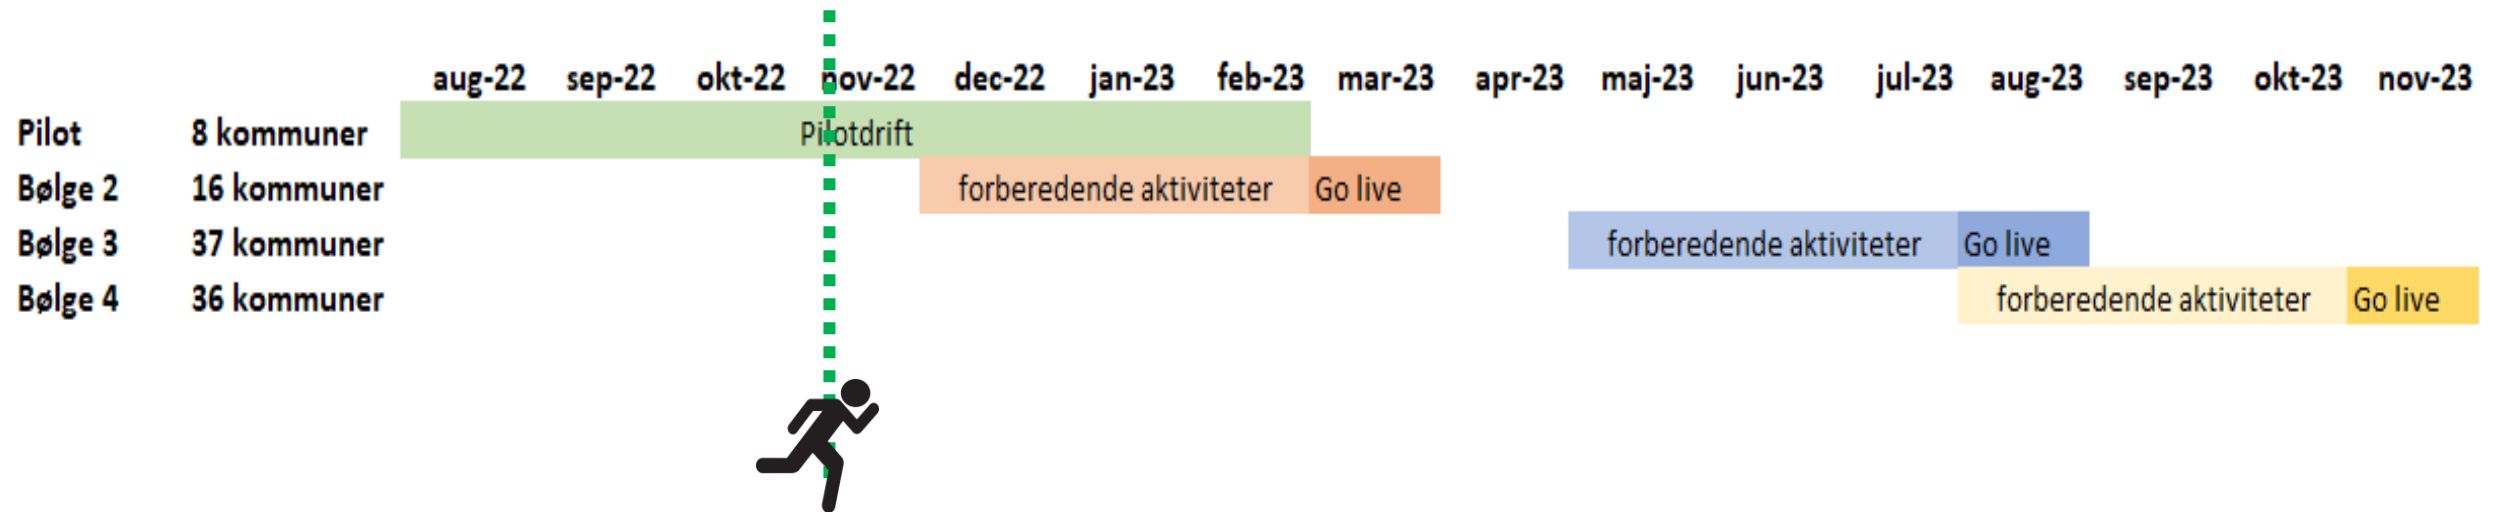 aug-22 sep-22 okt-22 nov-22 dec-22 jan-23 feb-23 mar-23 apr-23 maj-23 jun-23 jul-23 aug-23 sep-23 okt-23 nov-23
Pilot 8 kommuner Pilotdrift
Bølge 2 16 kommuner forberedende aktiviteter Go live
Bølge 3 37 kommuner forberedende aktiviteter Go live
Bølge 4 36 kommuner forberedende aktiviteter Go live